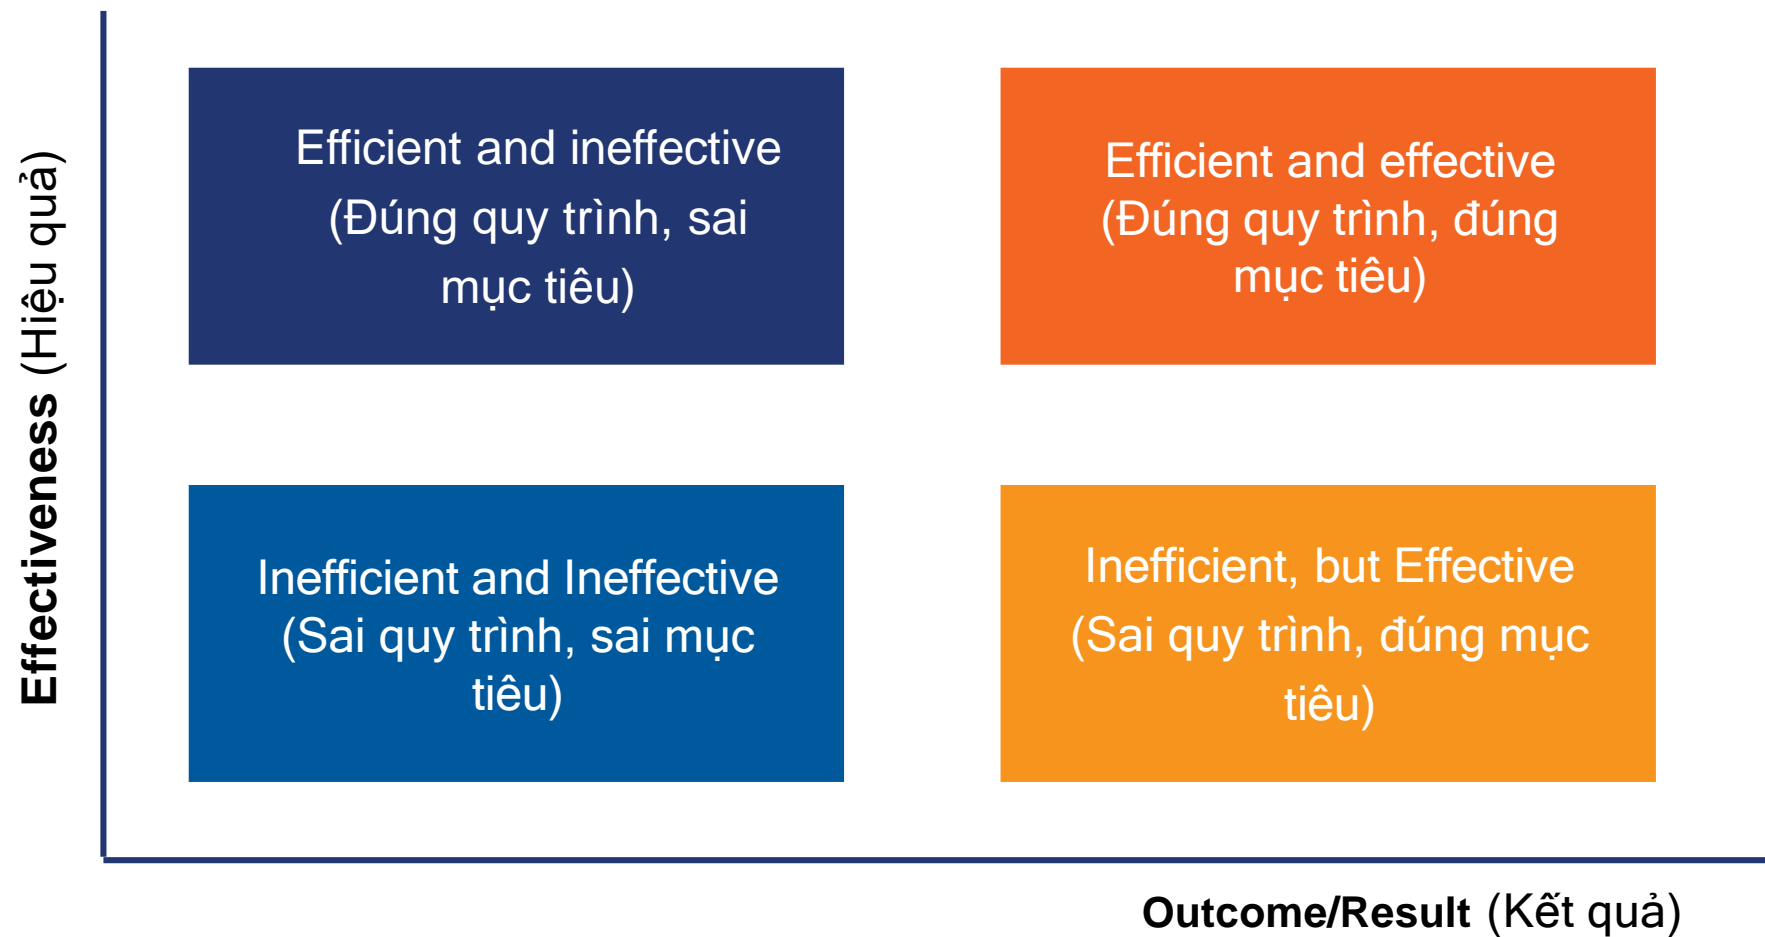 Effectiveness (Hiệu quả)
Efficient and ineffective
(Đúng quy trình, sai
mục tiêu)
Efficient and effective
(Đúng quy trình, đúng
mục tiêu)
Inefficient and Ineffective
(Sai quy trình, sai mục
tiêu)
Inefficient, but Effective
(Sai quy trình, đúng mục
tiêu)
Outcome/Result (Kết quả)